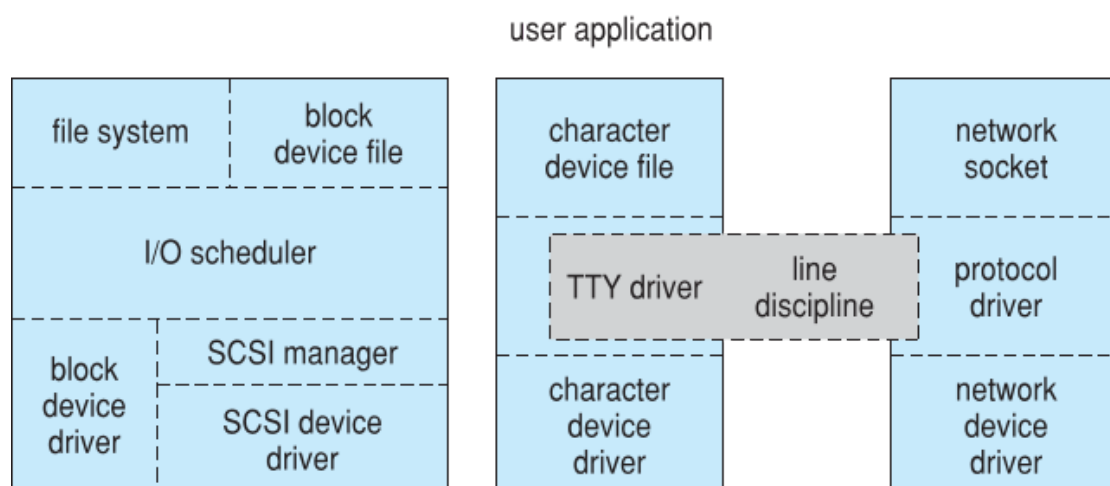 user application
file system
block
device file
I/O scheduler
block
device
driver
SCSI manager
SCSI device
driver
character
device file
TTY driver
line
discipline
character
device
driver
network
socket
protocol
driver
network
device
driver